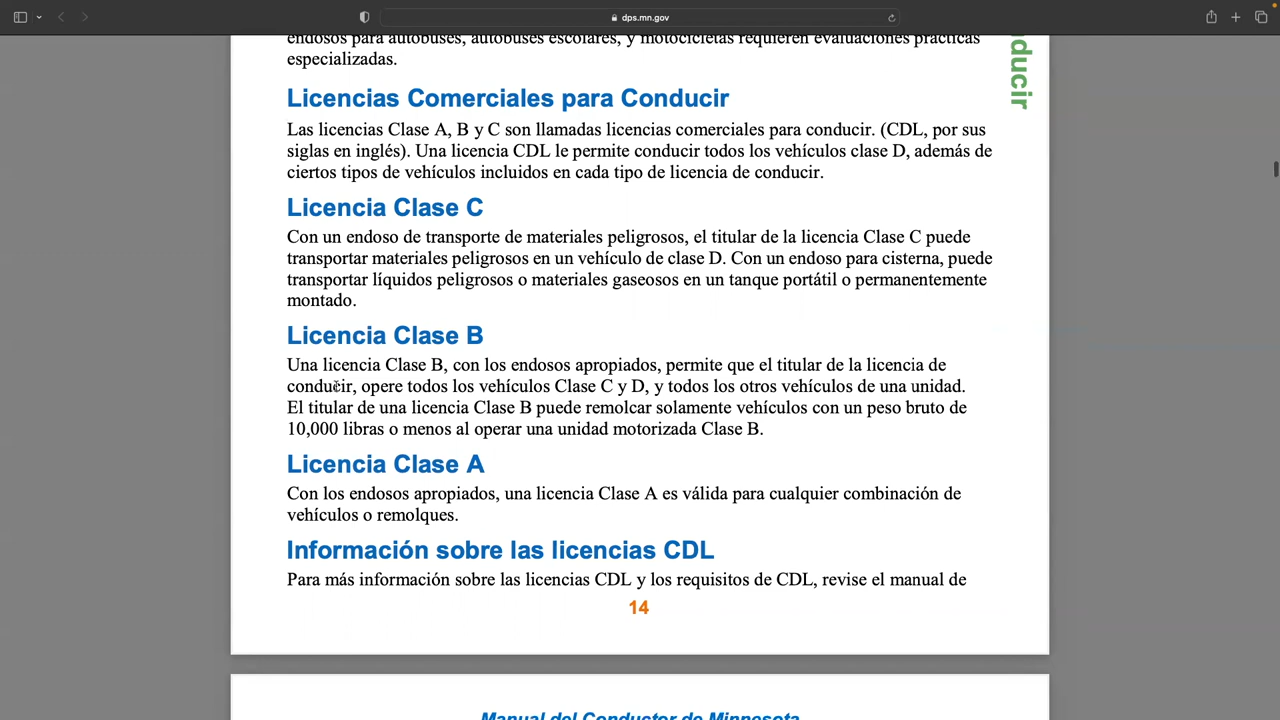 dps.mn.gov
endosos para autobuses, autobuses escolares, y motocicletas requieren evaluaciones prácticas
especializadas.
ducir
Licencias Comerciales para Conducir
Las licencias Clase A, B y C son llamadas licencias comerciales para conducir. (CDL, por sus
siglas en inglés). Una licencia CDL le permite conducir todos los vehículos clase D, además de
ciertos tipos de vehículos incluidos en cada tipo de licencia de conducir.
Licencia Clase C
Con un endoso de transporte de materiales peligrosos, el titular de la licencia Clase C puede
transportar materiales peligrosos en un vehículo de clase D. Con un endoso para cisterna, puede
transportar líquidos peligrosos o materiales gaseosos en un tanque portátil o permanentemente
montado.
Licencia Clase B
Una licencia Clase B, con los endosos apropiados, permite que el titular de la licencia de
conducir, opere todos los vehículos Clase C y D, y todos los otros vehículos de una unidad.
El titular de una licencia Clase B puede remolcar solamente vehículos con un peso bruto de
10,000 libras o menos al operar una unidad motorizada Clase B.
Licencia Clase A
Con los endosos apropiados, una licencia Clase A es válida para cualquier combinación de
vehículos o remolques.
Información sobre las licencias CDL
Para más información sobre las licencias CDL y los requisitos de CDL, revise el manual de
14
Manual del Conductor de Minnesota